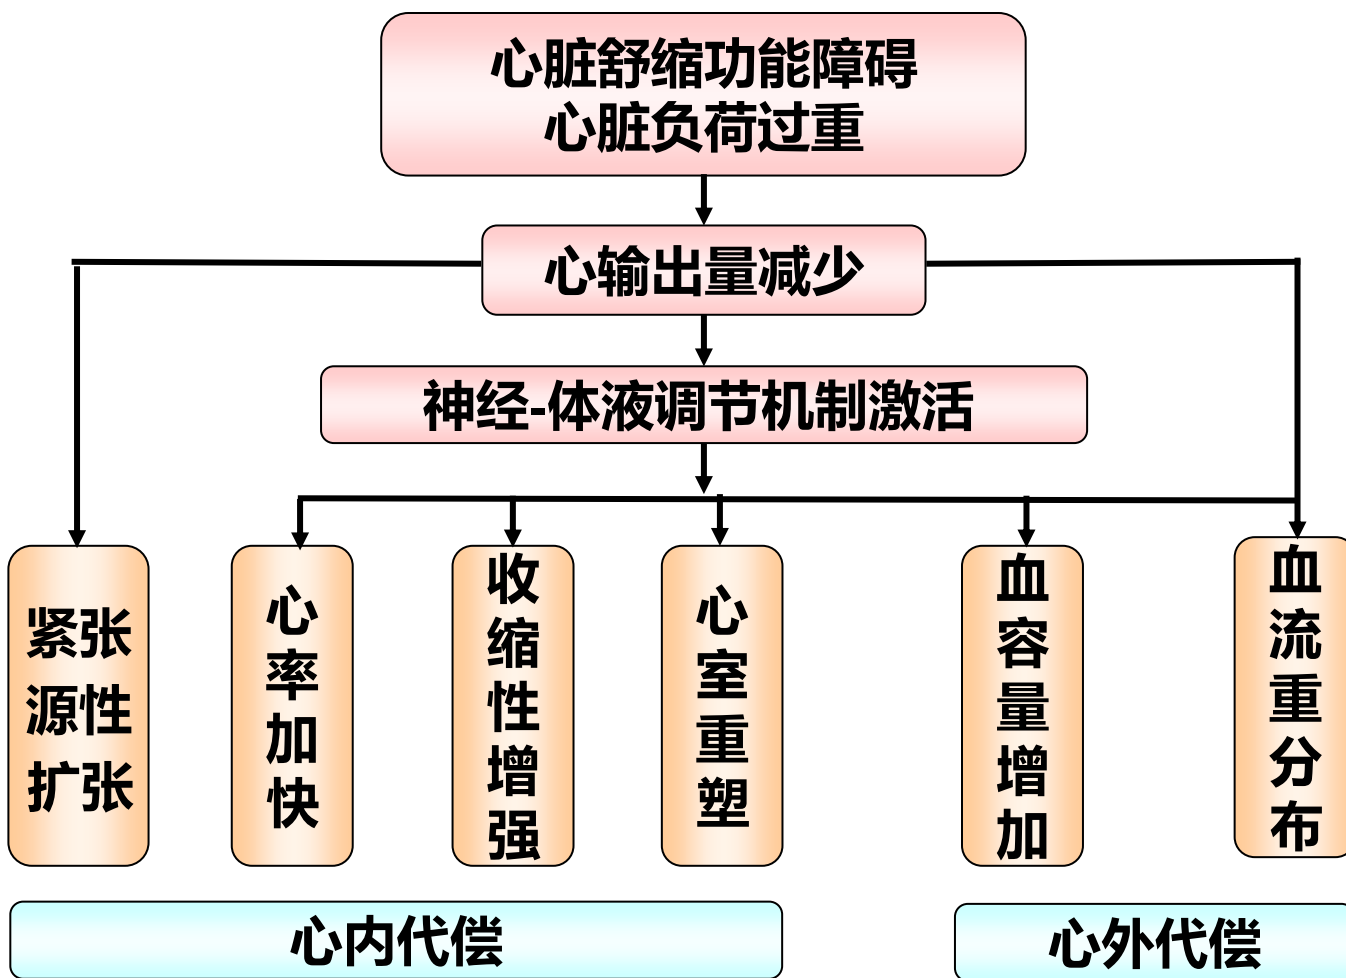 心脏舒缩功能障碍
心脏负荷过重
心输出量减少
神经-体液调节机制激活
紧张
源性
扩张
心率加快
收缩性增强
心室重塑
血容量增加
血流重分布
心内代偿
心外代偿